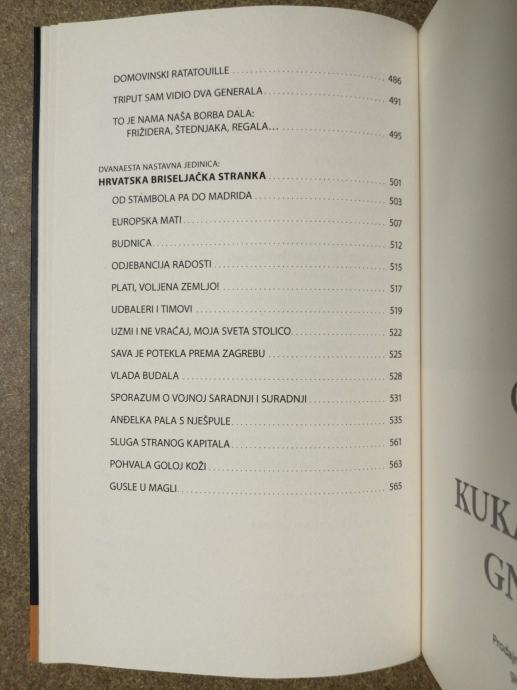 DOMOVINSKI RATATOUILLE 486
TRIPUT SAM VIDIO DVA GENERALA 491
TO JE NAMA NAŠA BORBA DALA:
FRIŽIDERA, ŠTEDNJAKA, REGALA... 495
DVANAESTA NASTAVNA JEDINICA:
HRVATSKA BRISELJAČKA STRANKA 501
OD STAMBOLA PA DO MADRIDA 503
EUROPSKA MATI 507
BUDNICA 512
ODJEBANCIJA RADOSTI 515
PLATI, VOLJENA ZEMLJO! 517
UDBALERI I TIMOVI 519
UZMI I NE VRAĆAJ, MOJA SVETA STOLICO 522
SAVA JE POTEKLA PREMA ZAGREBU 525
VLADA BUDALA 528
SPORAZUM O VOJNOJ SARADNJI I SURADNJI 531
ANĐELKA PALA S NJEŠPULE 535
SLUGA STRANOG KAPITALA 561
POHVALA GOLOJ KOŽI 563
GUSLE U MAGLI 565
KUKA
GN